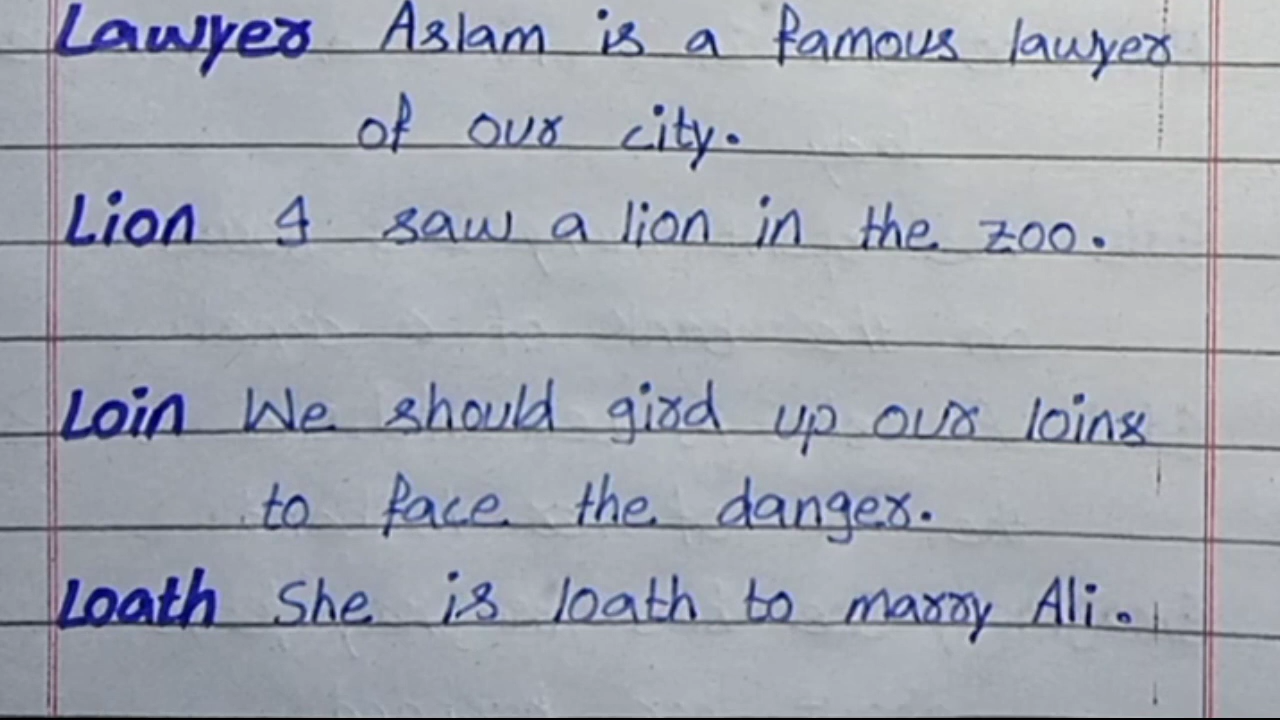 Lawyer Aslam is a famous lawyer
of our city.
Lion I saw a lion in the zoo.
Loin We should gird up our loins
to face the danger.
Loath She is loath to marry Ali.